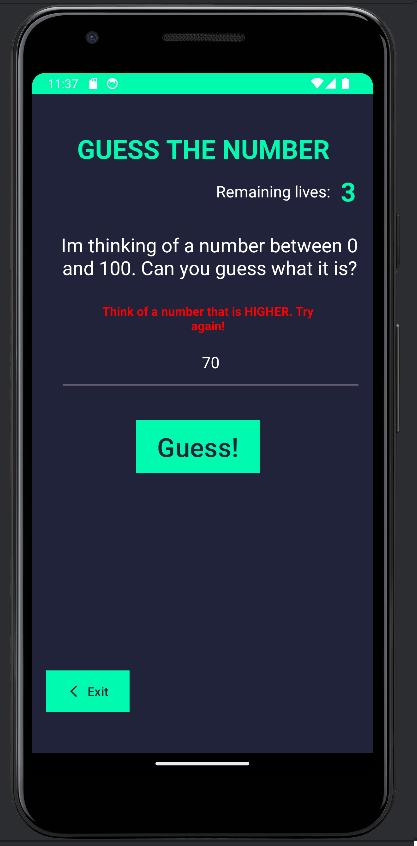 11:37
GUESS THE NUMBER
Remaining lives: 3
Im thinking of a number between 0
and 100. Can you guess what it is?
Think of a number that is HIGHER. Try
again!
70
Guess!
Exit